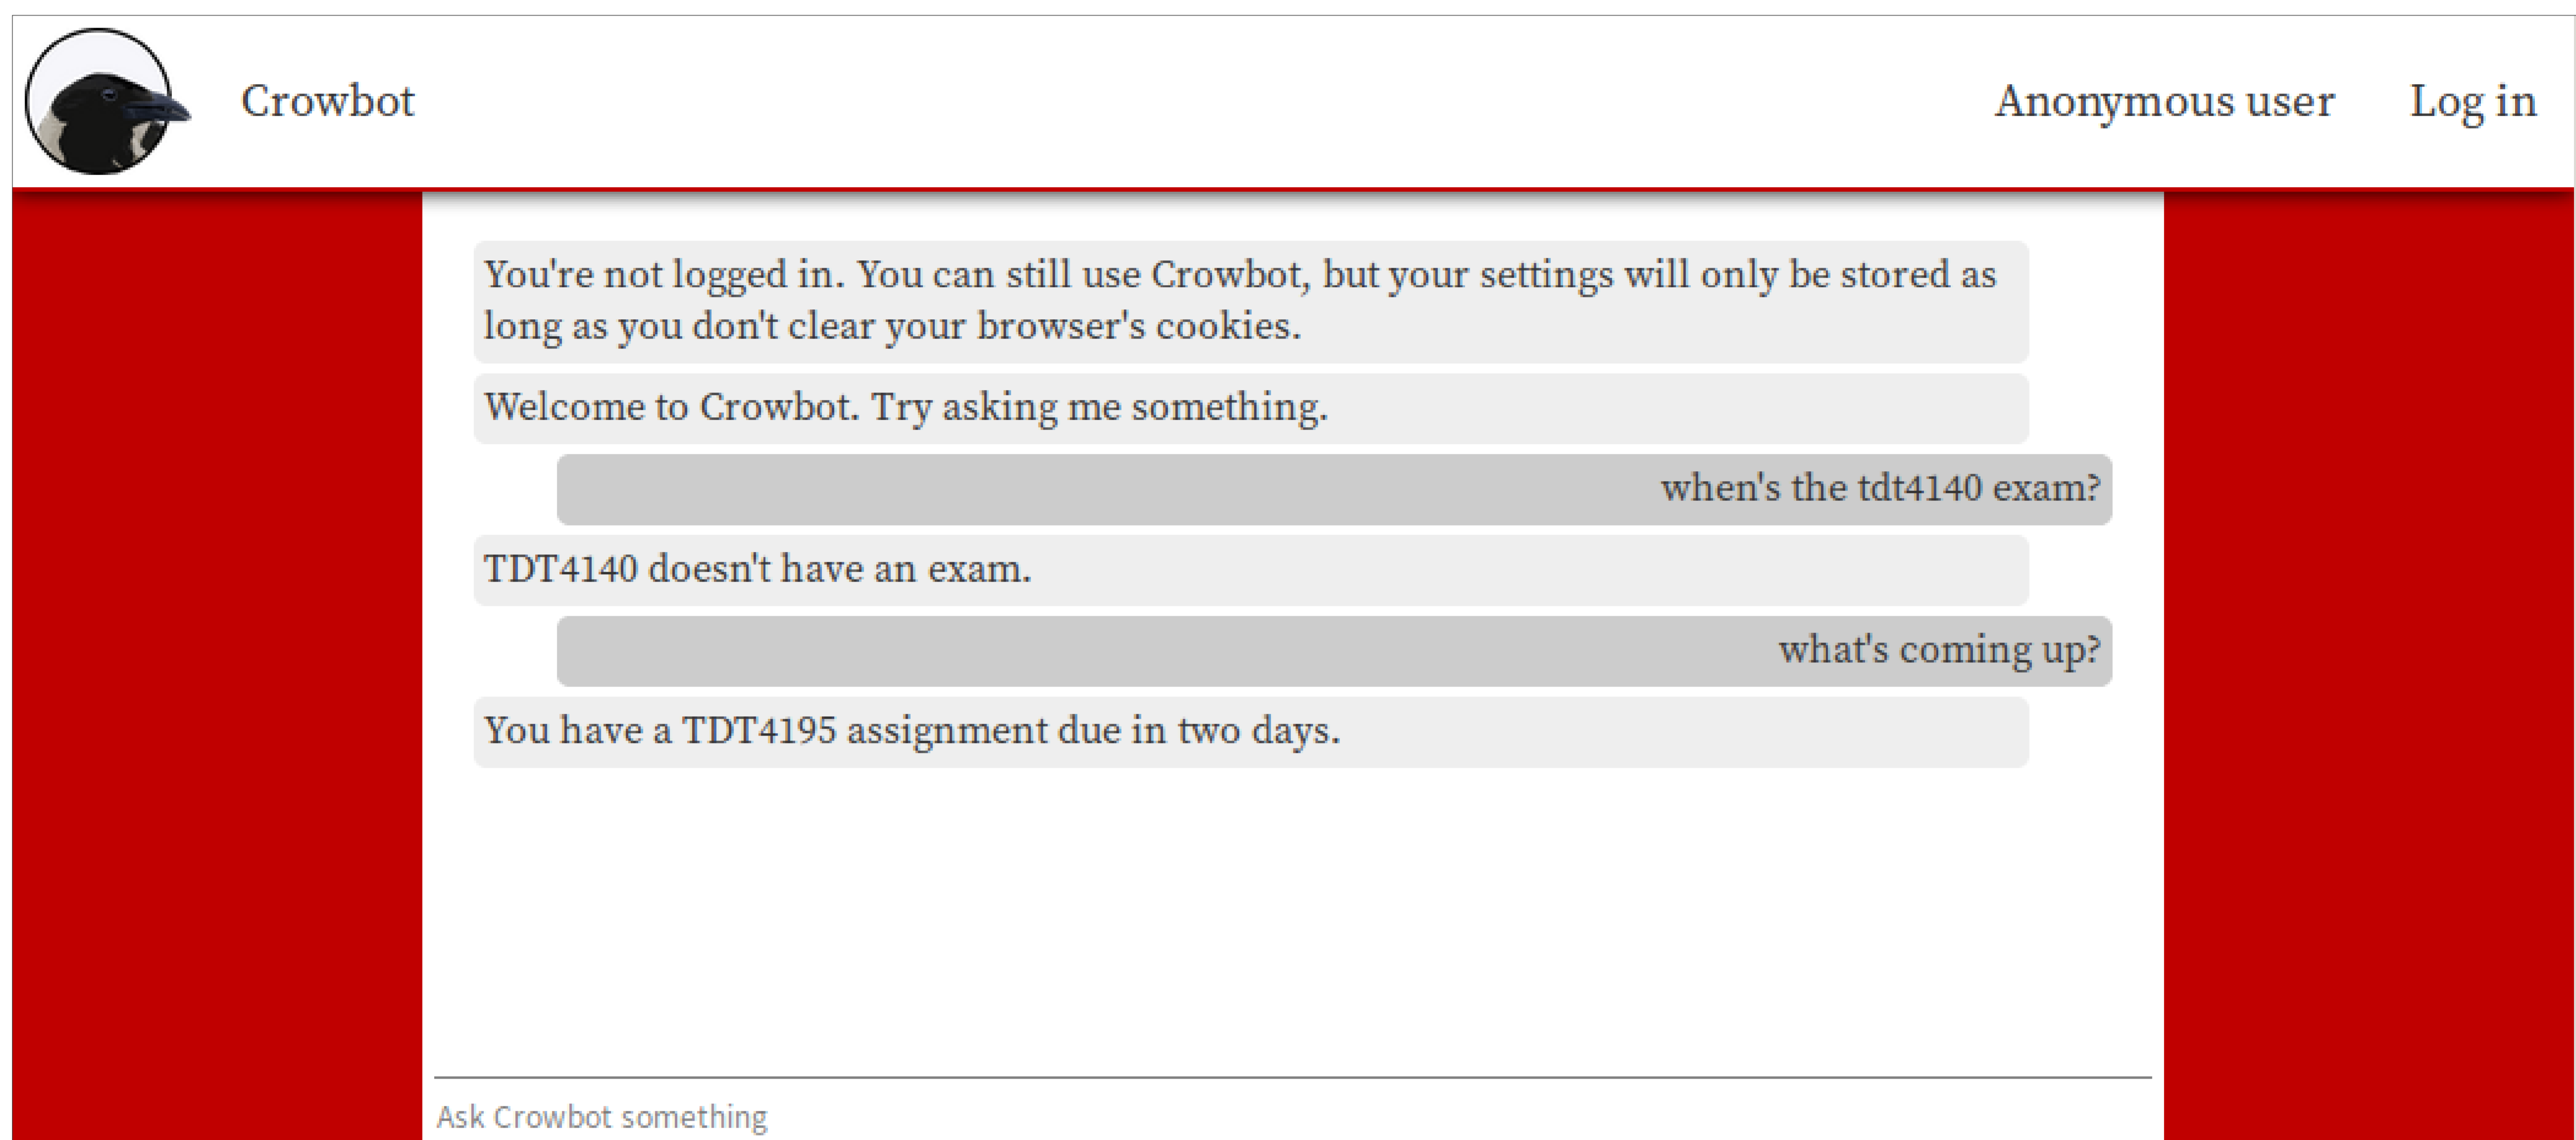 Crowbot
Anonymous user
Log in
You're not logged in. You can still use Crowbot, but your settings will only be stored as
long as you don't clear your browser's cookies.
Welcome to Crowbot. Try asking me something.
when's the tdt4140 exam?
TDT4140 doesn't have an exam.
what's coming up?
You have a TDT4195 assignment due in two days.
Ask Crowbot something